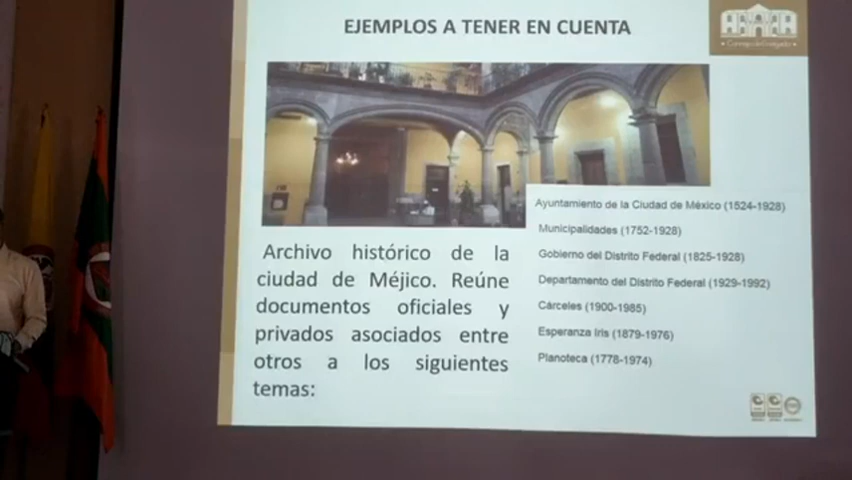 EJEMPLOS A TENER EN CUENTA
Archivo histórico de la
ciudad de Méjico. Reúne
documentos oficiales y
privados asociados entre
otros a los siguientes
temas:
Ayuntamiento de la Ciudad de México (1524-1928)
Municipalidades (1752-1928)
Gobierno del Distrito Federal (1825-1928)
Departamento del Distrito Federal (1929-1992)
Cárceles (1900-1985)
Esperanza Iris (1879-1976)
Planoteca (1778-1974)